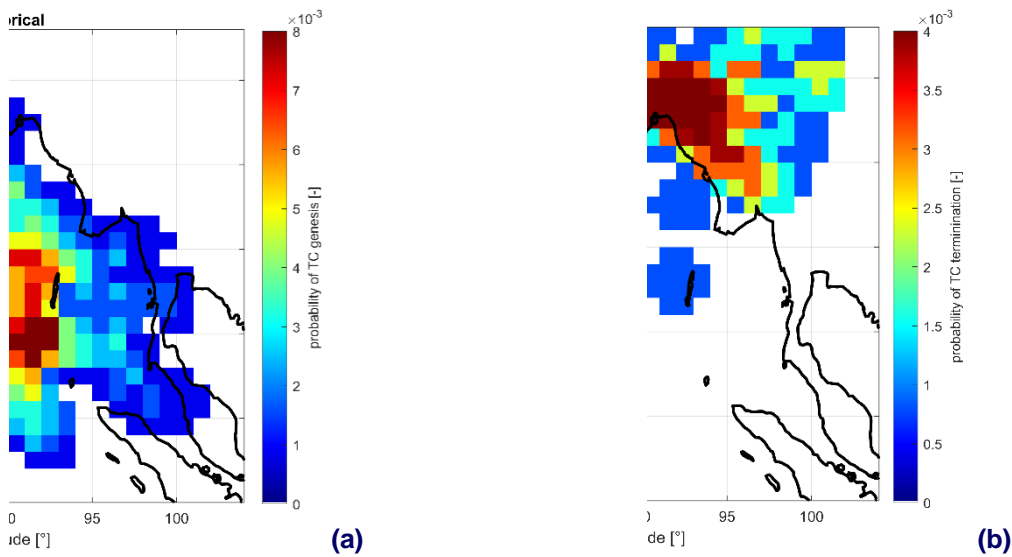 orical
×10⁻³
8
7
6
5
4
3
2
1
0
probability of TC genesis [-]
0 95 100
ude [°]
(a)
×10⁻³
4
3.5
3
2.5
2
1.5
1
0.5
0
probability of TC terminination [-]
0 95 100
de [°]
(b)